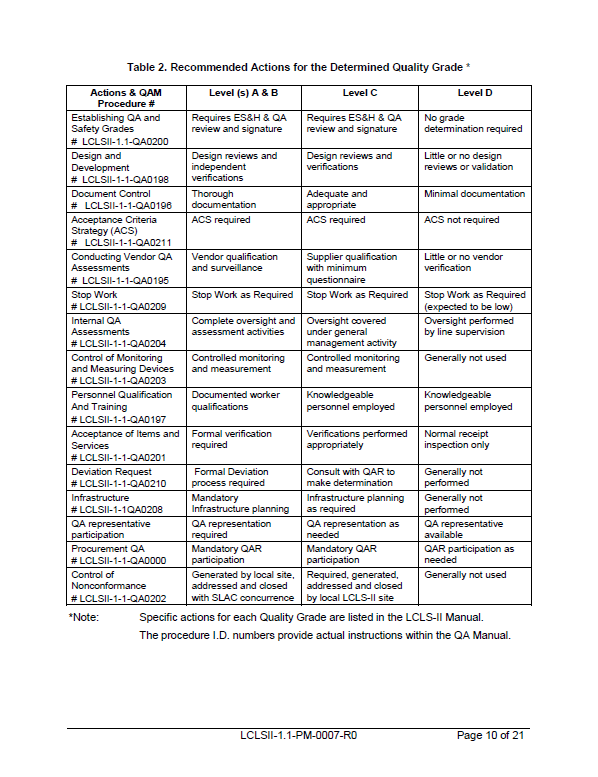 Table 2. Recommended Actions for the Determined Quality Grade *
Actions & QAM
Procedure #
Level (s) A & B
Level C
Level D
Establishing QA and
Safety Grades
# LCLSII-1.1-QA0200
Requires ES&H & QA
review and signature
Requires ES&H & QA
review and signature
No grade
determination required
Design and
Development
# LCLSII-1-1-QA0198
Design reviews and
independent
verifications
Design reviews and
verifications
Little or no design
reviews or validation
Document Control
# LCLSII-1-1-QA0196
Thorough
documentation
Adequate and
appropriate
Minimal documentation
Acceptance Criteria
Strategy (ACS)
# LCLSII-1-1-QA0211
ACS required
ACS required
ACS not required
Conducting Vendor QA
Assessments
# LCLSII-1-1-QA0195
Vendor qualification
and surveillance
Supplier qualification
with minimum
questionnaire
Little or no vendor
verification
Stop Work
# LCLSII-1-1-QA0209
Stop Work as Required
Stop Work as Required
Stop Work as Required
(expected to be low)
Internal QA
Assessments
# LCLSII-1-1-QA0204
Complete oversight and
assessment activities
Oversight covered
under general
management activity
Oversight performed
by line supervision
Control of Monitoring
and Measuring Devices
# LCLSII-1-1-QA0203
Controlled monitoring
and measurement
Controlled monitoring
and measurement
Generally not used
Personnel Qualification
And Training
# LCLSII-1-1-QA0197
Documented worker
qualifications
Knowledgeable
personnel employed
Knowledgeable
personnel employed
Acceptance of Items and
Services
# LCLSII-1-1-QA0201
Formal verification
required
Verifications performed
appropriately
Normal receipt
inspection only
Deviation Request
# LCLSII-1-1-QA0210
Formal Deviation
process required
Consult with QAR to
make determination
Generally not
performed
Infrastructure
# LCLSII-1-1QA0208
Mandatory
Infrastructure planning
Infrastructure planning
as required
Generally not
performed
QA representative
participation
QA representation
required
QA representation as
needed
QA representative
available
Procurement QA
# LCLSII-1-1-QA0000
Mandatory QAR
participation
Mandatory QAR
participation
QAR participation as
needed
Control of
Nonconformance
# LCLSII-1-1-QA0202
Generated by local site,
addressed and closed
with SLAC concurrence
Required, generated,
addressed and closed
by local LCLS-II site
Generally not used
*Note: Specific actions for each Quality Grade are listed in the LCLS-II Manual.
The procedure I.D. numbers provide actual instructions within the QA Manual.
LCLSII-1.1-PM-0007-R0 Page 10 of 21